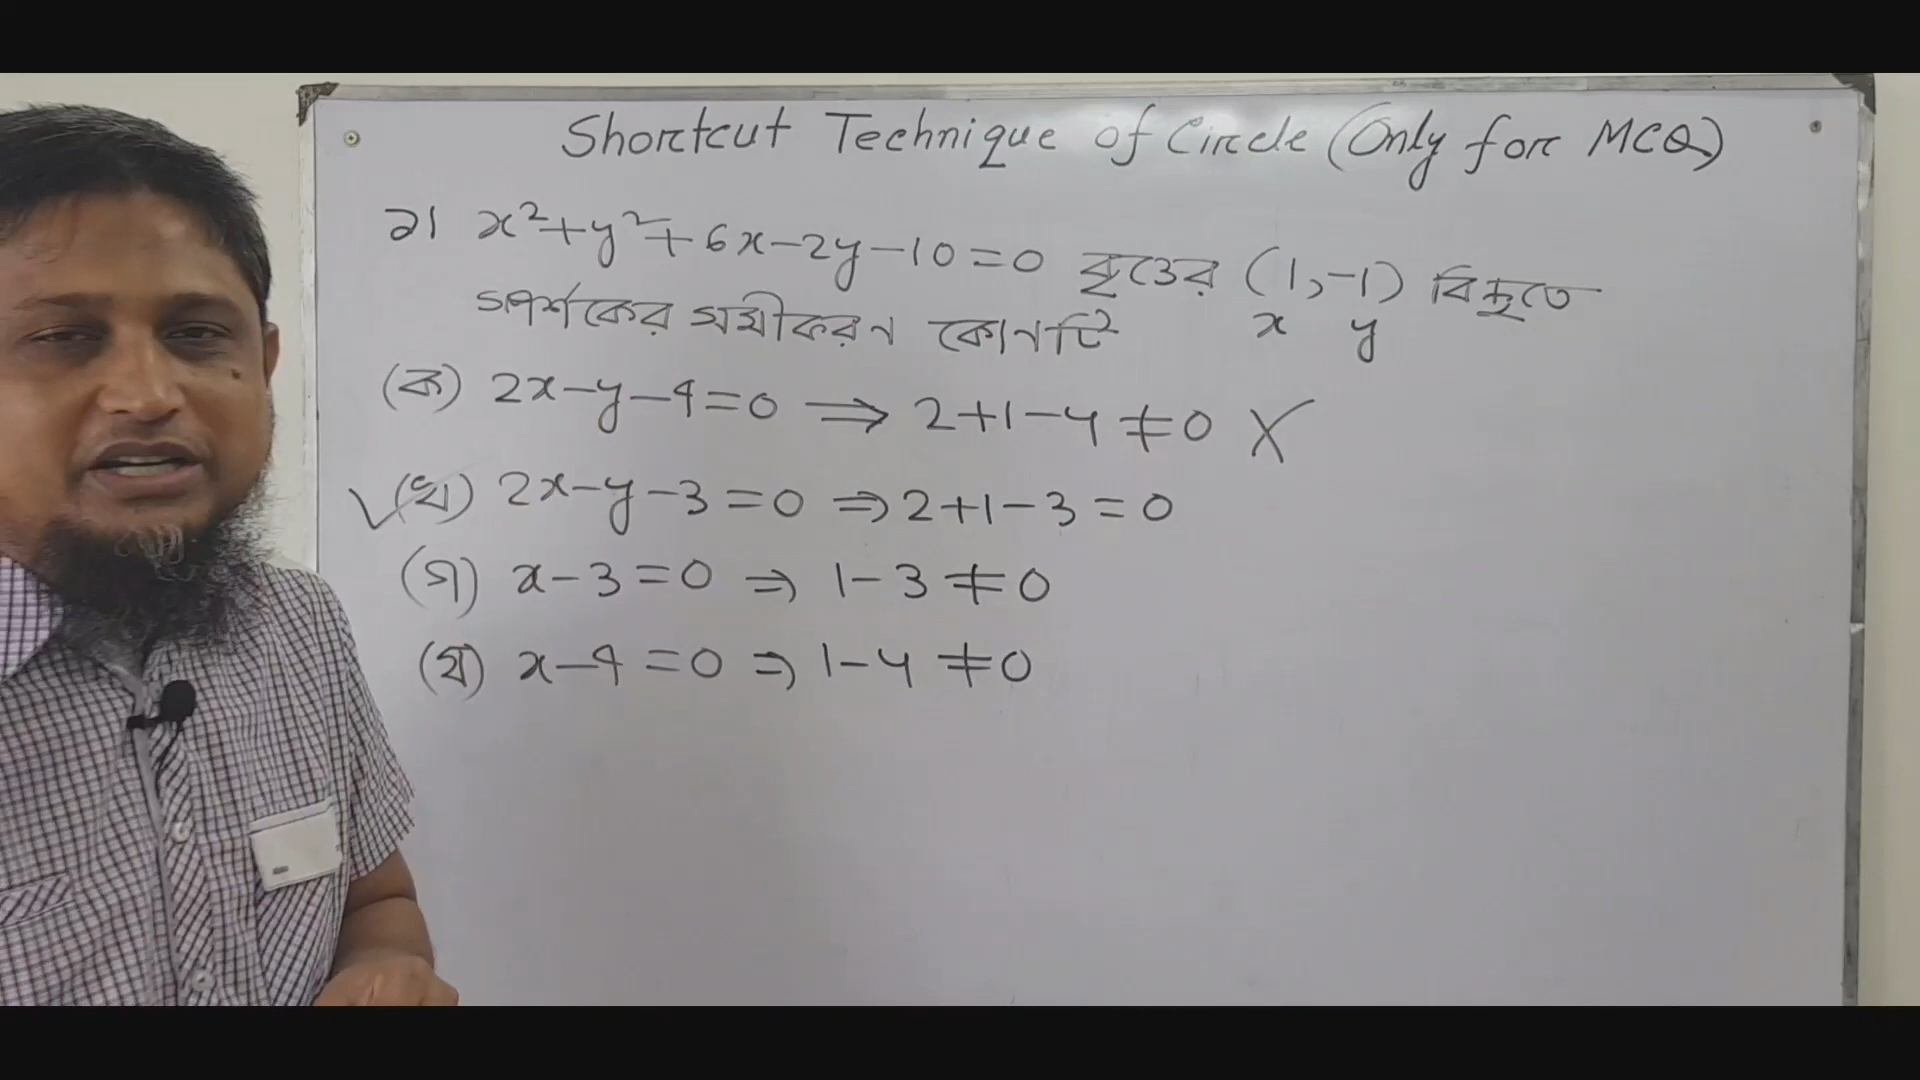 Shortcut Technique of Circle (Only for MCQ)
১। x²+y²+6x-2y-10=0 বৃত্তের (1,-1) বিন্দুতে
x y
স্পর্শকের সমীকরণ কোনটি
(ক) 2x-y-4=0 ⇒ 2+1-4≠0 X
✓(খ) 2x-y-3=0 ⇒ 2+1-3=0
(গ) x-3=0 ⇒ 1-3≠0
(ঘ) x-4=0 ⇒ 1-4≠0